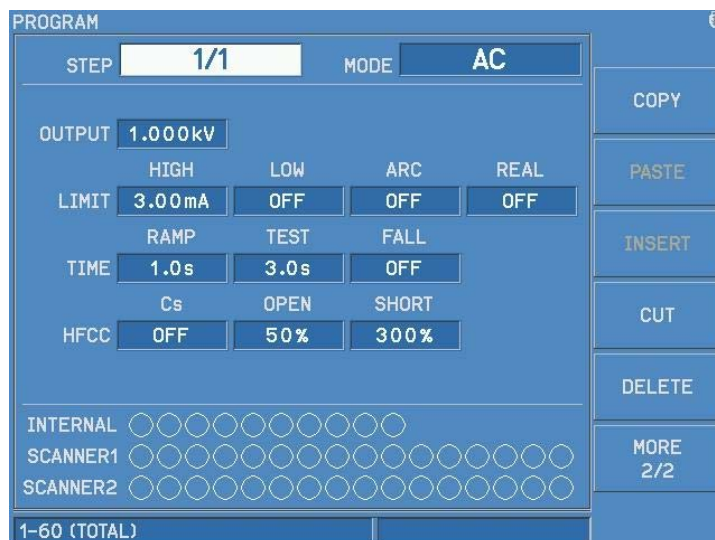 PROGRAM
STEP 1/1 MODE AC
OUTPUT 1.000kV
HIGH LOW ARC REAL
LIMIT 3.00mA OFF OFF OFF
RAMP TEST FALL
TIME 1.0s 3.0s OFF
Cs OPEN SHORT
HFCC OFF 50% 300%
INTERNAL
SCANNER1
SCANNER2
1-60 (TOTAL)
COPY
PASTE
INSERT
CUT
DELETE
MORE
2/2